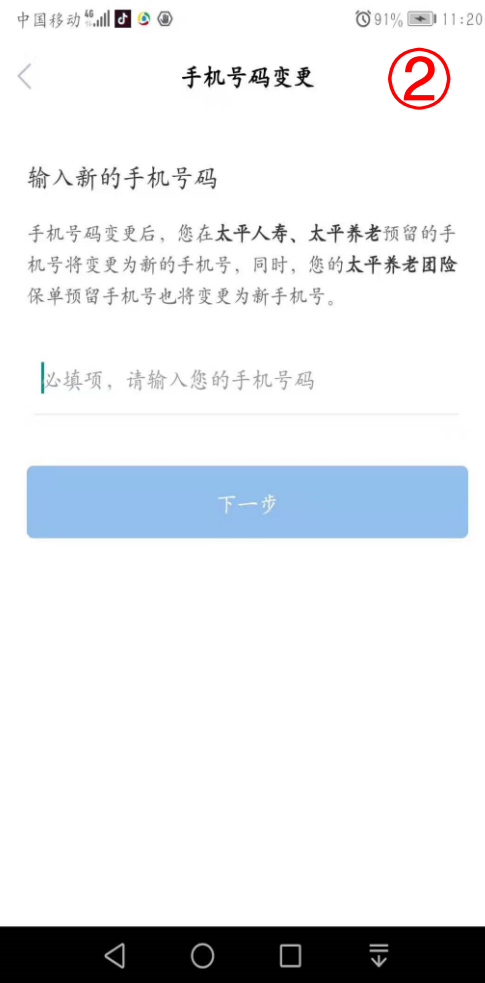 中国移动 4G 91% 11:20
手机号码变更 ②
输入新的手机号码
手机号码变更后，您在太平人寿、太平养老预留的手
机号将变更为新的手机号，同时，您的太平养老团险
保单预留手机号也将变更为新手机号。
必填项，请输入您的手机号码
下一步